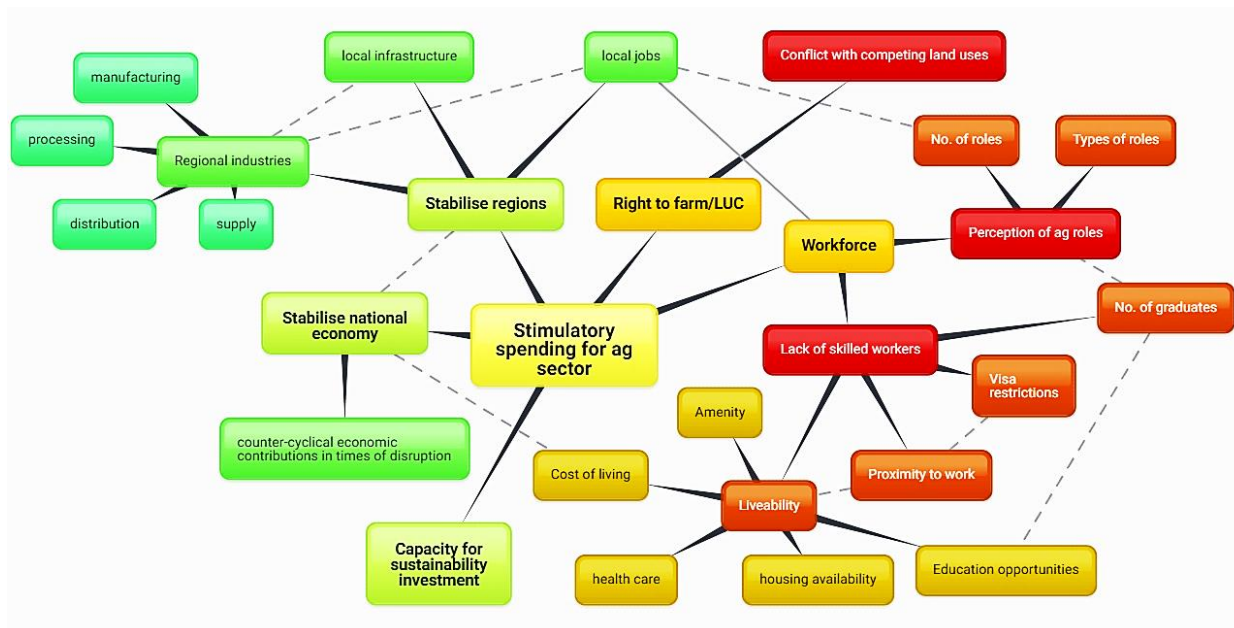 local infrastructure
local jobs
Conflict with competing land uses
manufacturing
processing
Regional industries
distribution
supply
Stabilise regions
Right to farm/LUC
Workforce
No. of roles
Types of roles
Perception of ag roles
Stabilise national
economy
Stimulatory
spending for ag
sector
No. of graduates
Lack of skilled workers
Visa
restrictions
Amenity
counter-cyclical economic
contributions in times of disruption
Cost of living
Proximity to work
Liveability
Capacity for
sustainability
investment
health care
housing availability
Education opportunities